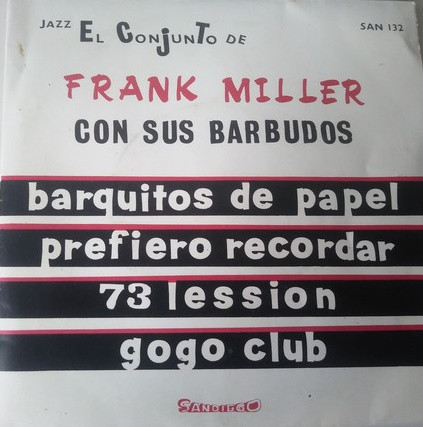 JAZZ EL CONJUNTO DE
SAN 132
FRANK MILLER
CON SUS BARBUDOS
barquitos de papel
prefiero recordar
73 lession
gogo club
SANDIEGO